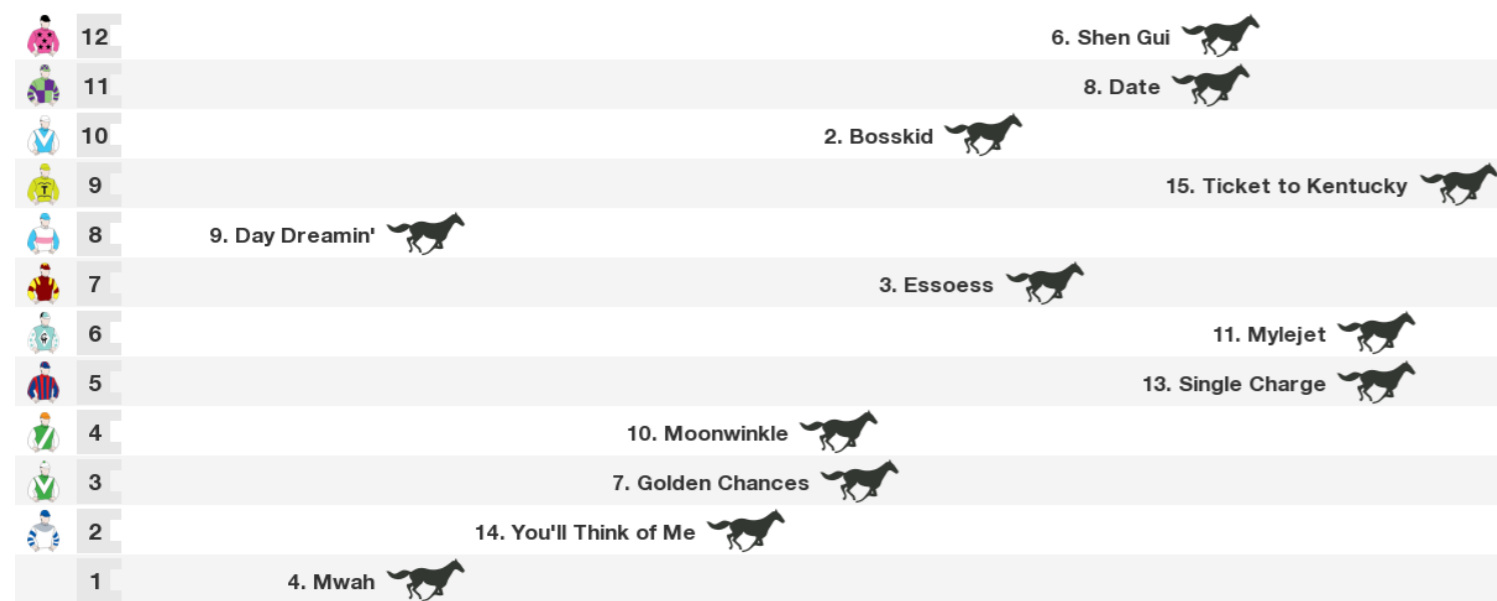 12 6. Shen Gui
11 8. Date
10 2. Bosskid
9 15. Ticket to Kentucky
T
8 9. Day Dreamin'
7 3. Essoess
6 11. Mylejet
5 13. Single Charge
4 10. Moonwinkle
3 7. Golden Chances
2 14. You'll Think of Me
1 4. Mwah